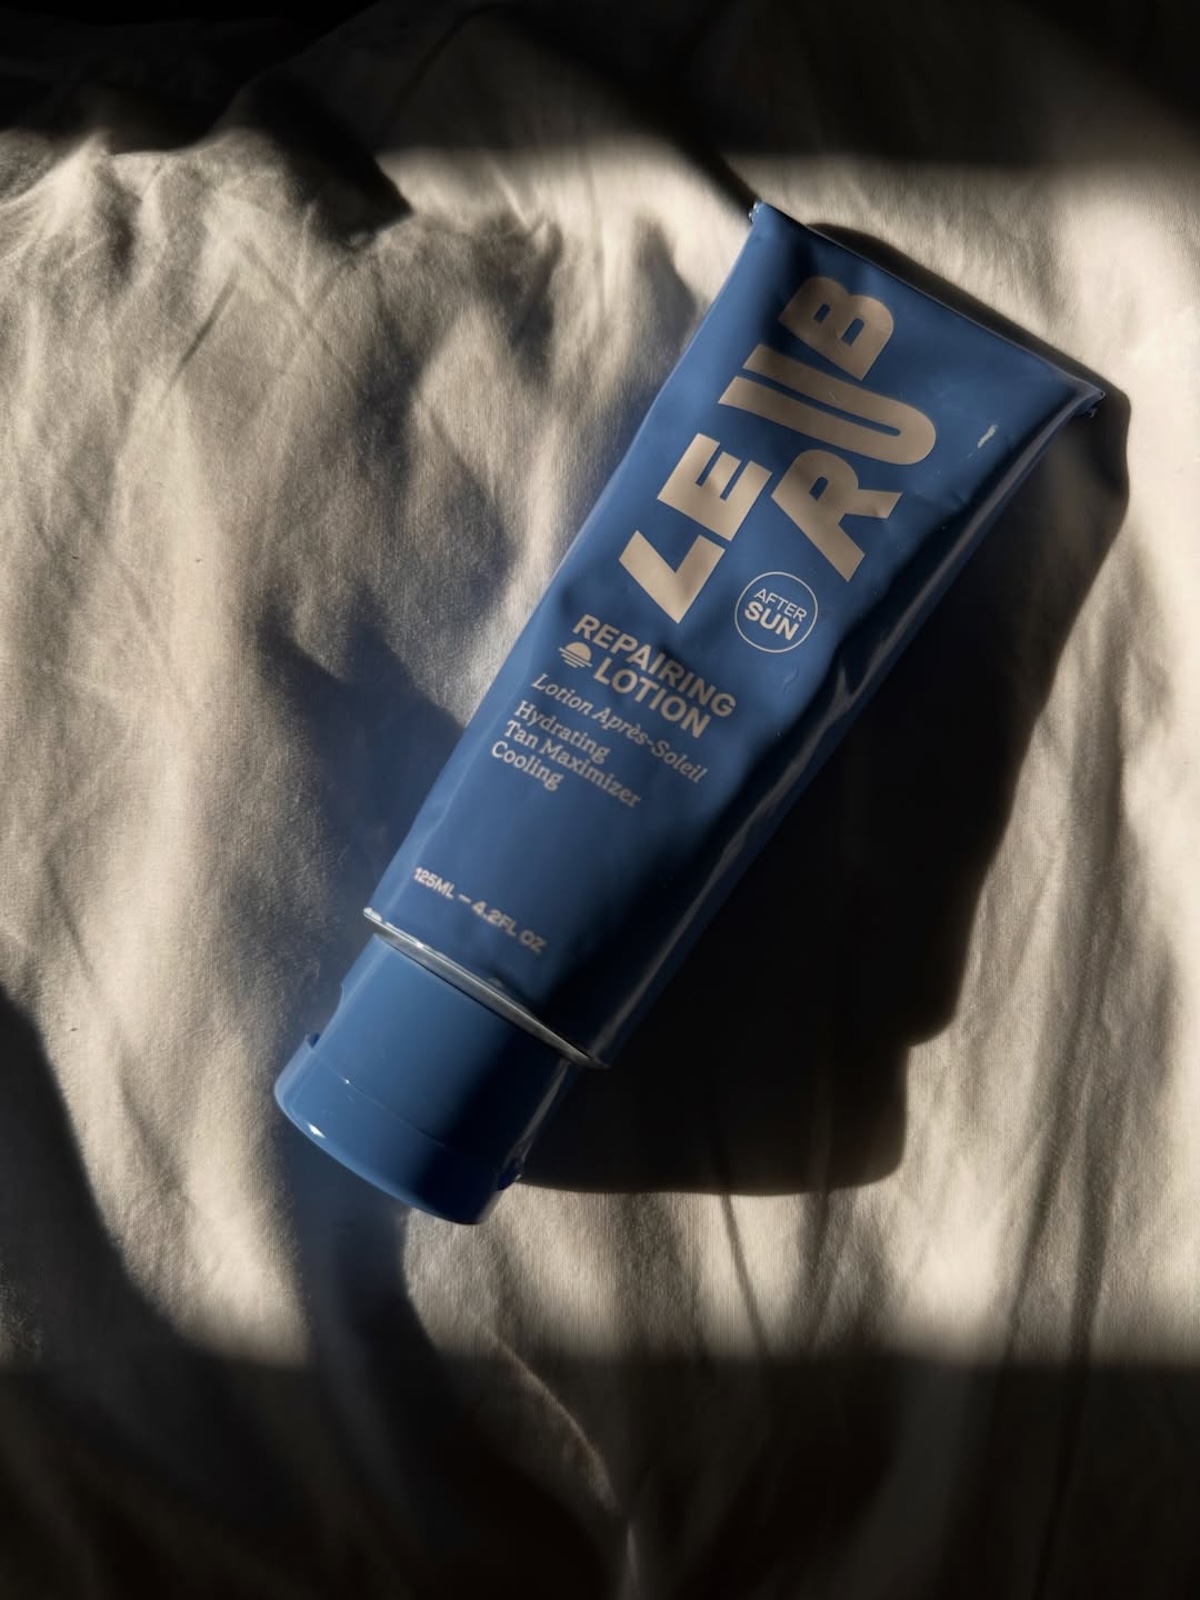 LE
RUB
AFTER
SUN
REPAIRING
LOTION
Lotion Après-Soleil
Hydrating
Tan Maximizer
Cooling
125ML – 4.2FL OZ